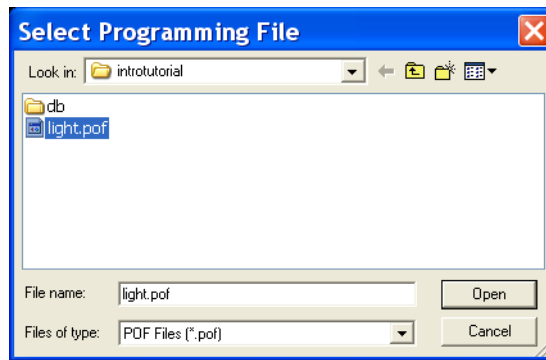 Select Programming File
Look in: introtutorial
db
light.pof
File name: light.pof Open
Files of type: POF Files (*.pof) Cancel